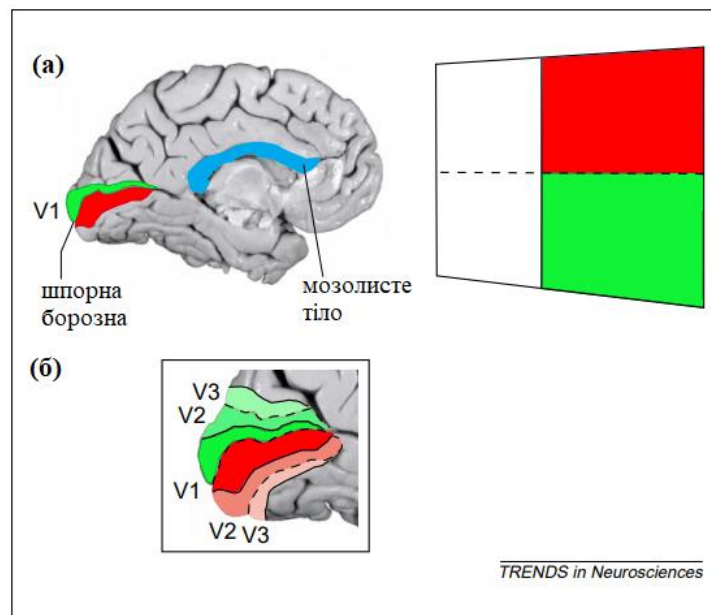 (а)
V1
шпорна
борозна
мозолисте
тіло
(б)
V3
V2
V1
V2 V3
TRENDS in Neurosciences